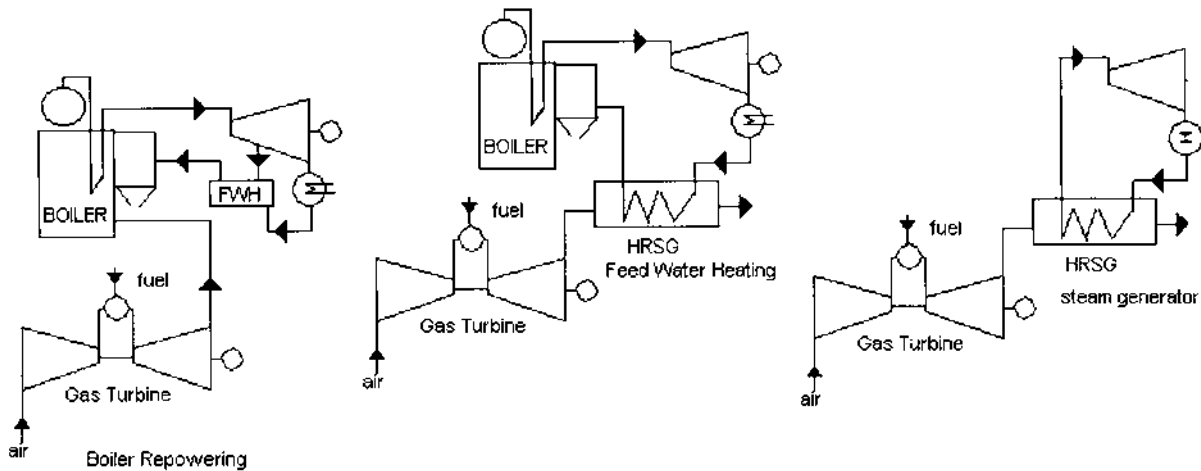 BOILER
FWH
fuel
Gas Turbine
air
Boiler Repowering
BOILER
fuel
HRSG
Feed Water Heating
Gas Turbine
air
fuel
HRSG
steam generator
Gas Turbine
air